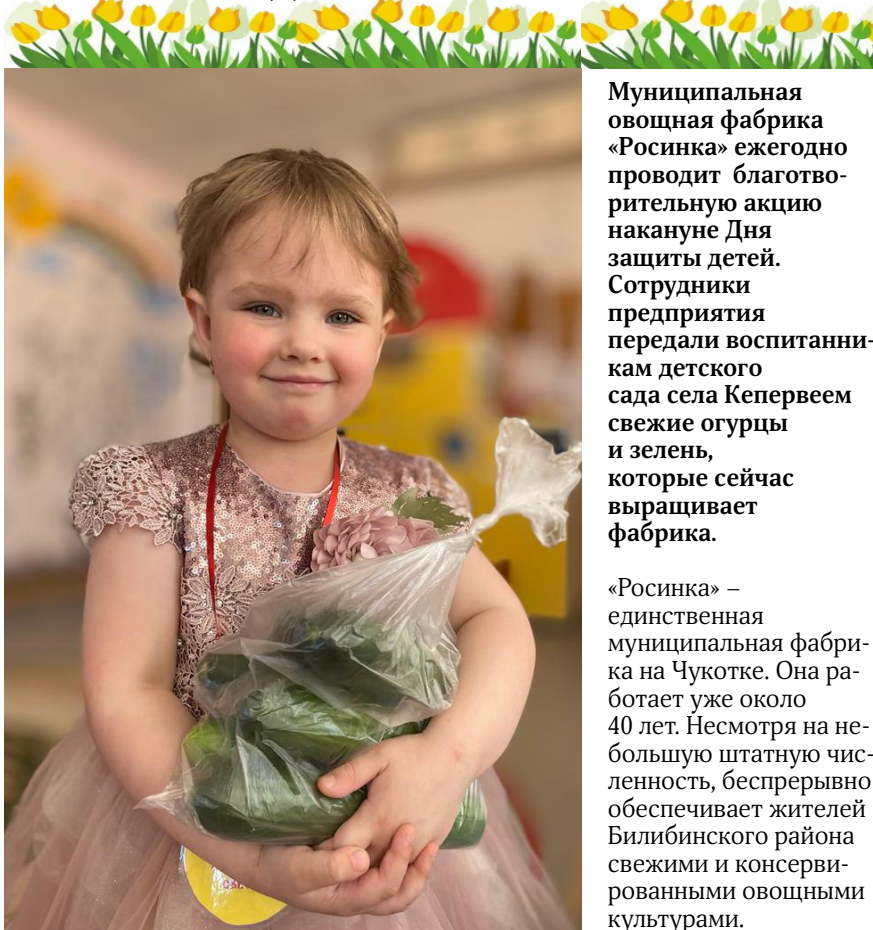 Муниципальная
овощная фабрика
«Росинка» ежегодно
проводит благотво-
рительную акцию
накануне Дня
защиты детей.
Сотрудники
предприятия
передали воспитанни-
кам детского
сада села Кепервеем
свежие огурцы
и зелень,
которые сейчас
выращивает
фабрика.
«Росинка» –
единственная
муниципальная фабри-
ка на Чукотке. Она ра-
ботает уже около
40 лет. Несмотря на не-
большую штатную чис-
ленность, беспрерывно
обеспечивает жителей
Билибинского района
свежими и консерви-
рованными овощными
культурами.